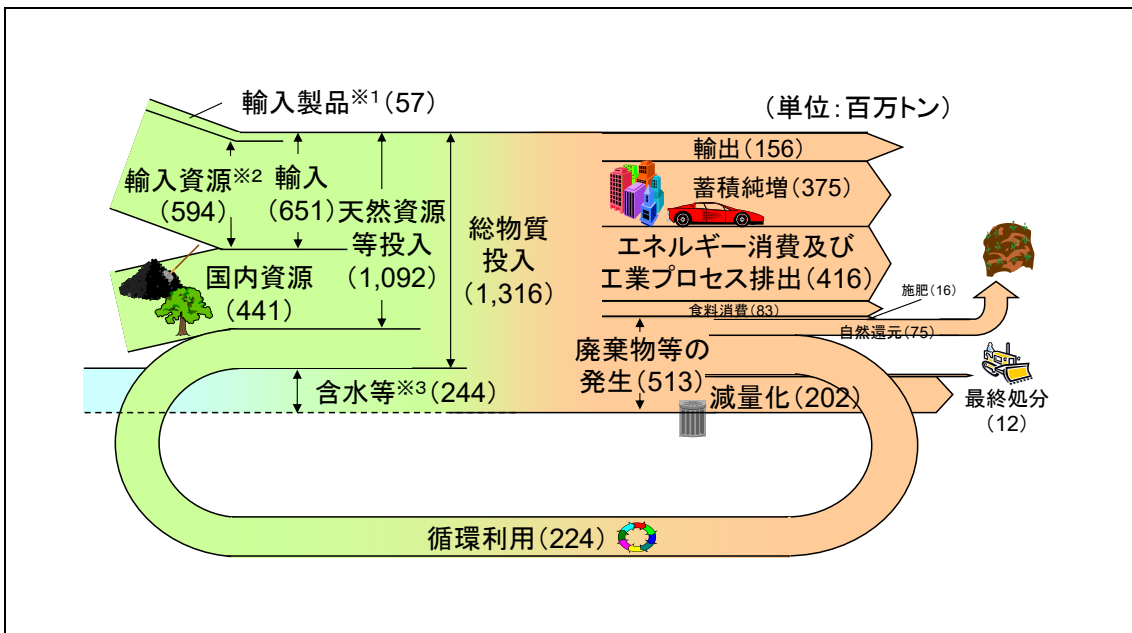 輸入製品※1(57)
(単位：百万トン)
輸入資源※2
(594)
輸入
(651)
天然資源
等投入
(1,092)
国内資源
(441)
総物質
投入
(1,316)
含水等※3(244)
輸出(156)
蓄積純増(375)
エネルギー消費及び
工業プロセス排出(416)
食料消費(83)
施肥(16)
自然還元(75)
廃棄物等の
発生(513)
減量化(202)
最終処分
(12)
循環利用(224)